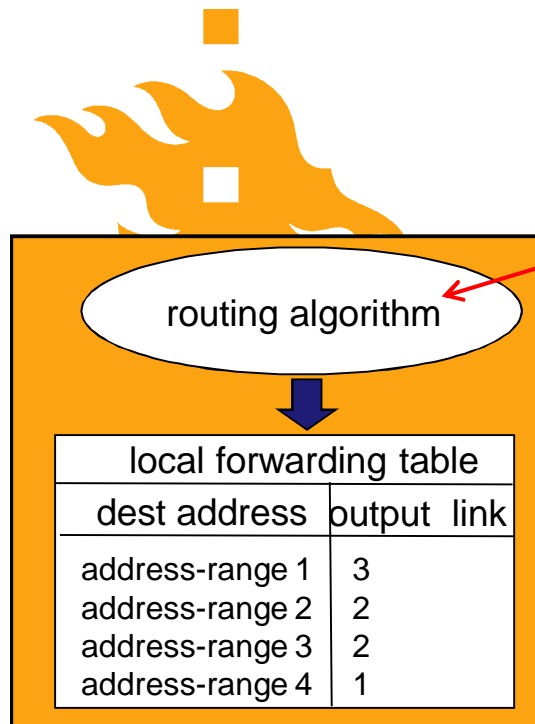 routing algorithm
local forwarding table
dest address output link
address-range 1 3
address-range 2 2
address-range 3 2
address-range 4 1